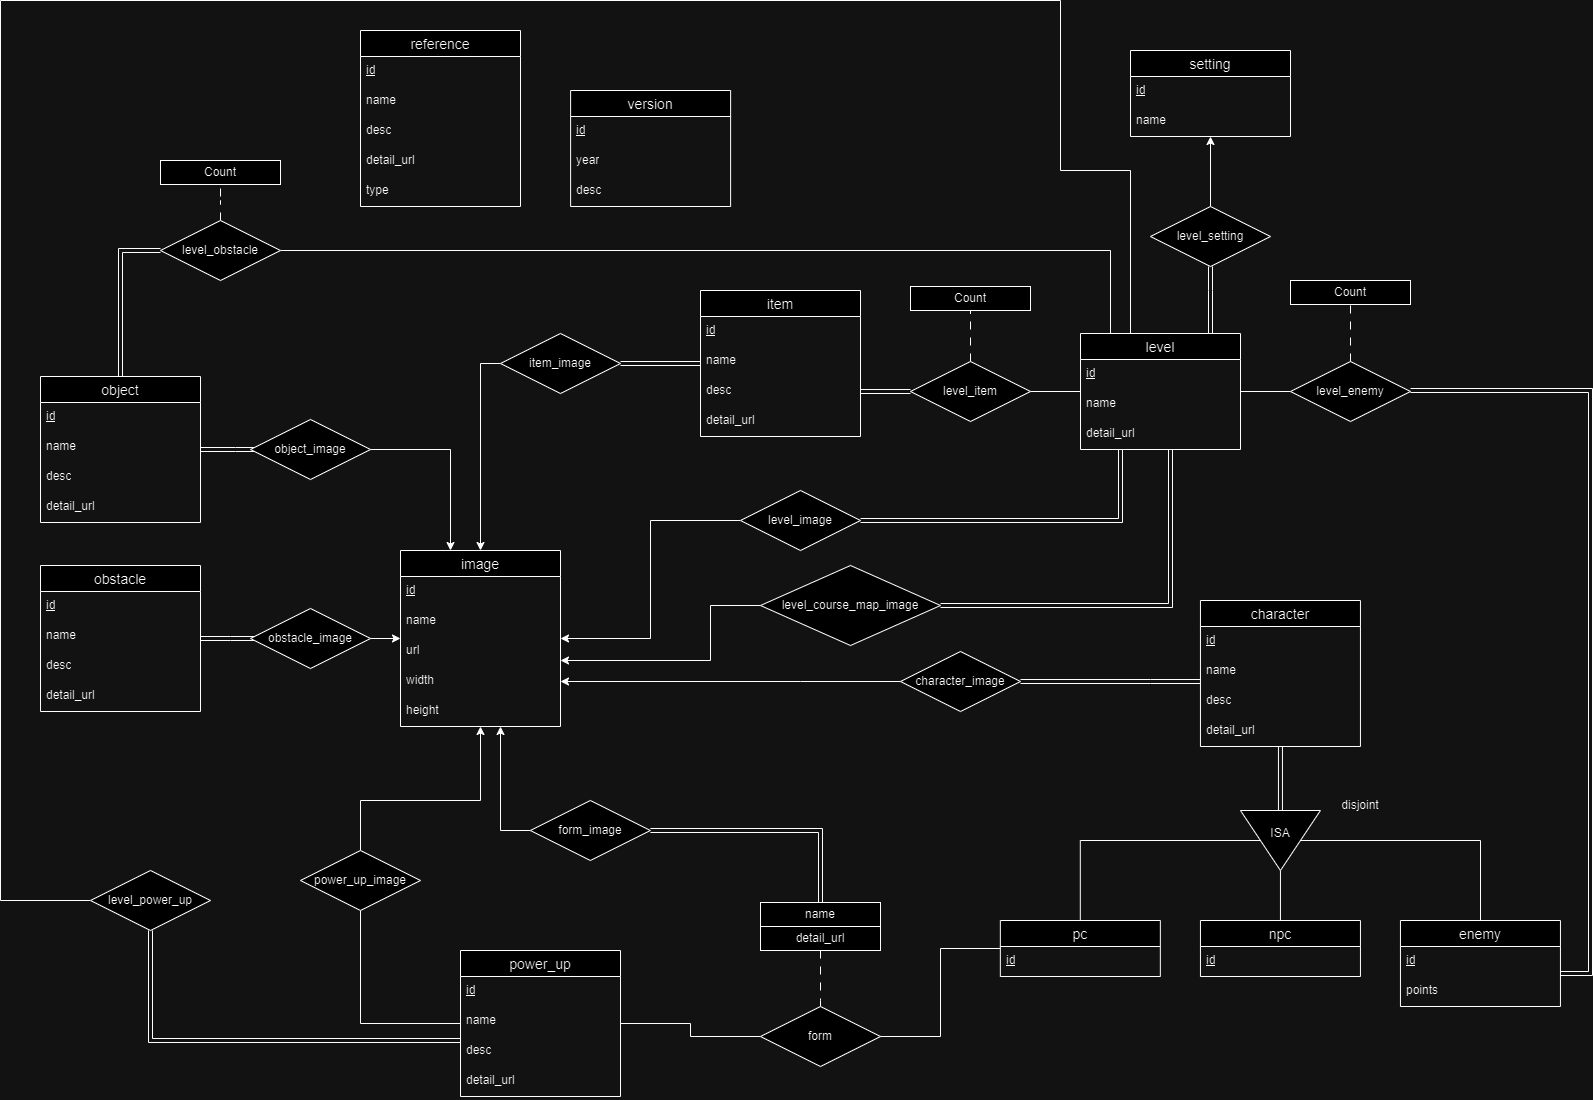 reference
id
name
desc
detail_url
type
version
id
year
desc
setting
id
name
Count
level_obstacle
level_setting
item
id
name
desc
detail_url
Count
Count
item_image
level_item
level
id
name
detail_url
level_enemy
object
id
name
desc
detail_url
object_image
level_image
image
id
name
url
width
height
obstacle
id
name
desc
detail_url
obstacle_image
level_course_map_image
character
id
name
desc
detail_url
character_image
disjoint
ISA
form_image
power_up_image
level_power_up
name
detail_url
pc
id
npc
id
enemy
id
points
power_up
id
name
desc
detail_url
form